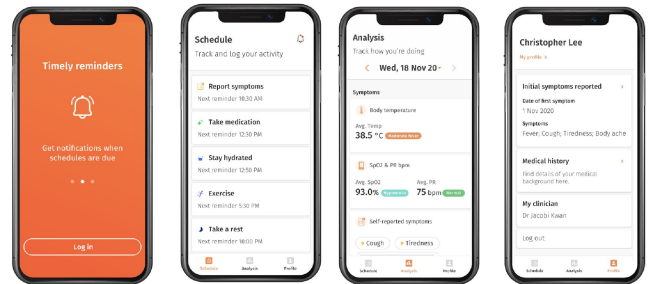 Timely reminders
Get notifications when
schedules are due
Log in
Schedule
Track and log your activity
Report symptoms
Next reminder 10:30 AM
Take medication
Next reminder 12:30 PM
Stay hydrated
Next reminder 12:50 PM
Exercise
Next reminder 5:30 PM
Take a rest
Next reminder 10:00 PM
Schedule Analysis Profile
Analysis
Track how you're doing
Wed, 18 Nov 20
Symptoms
Body temperature
Avg. Temp
38.5 °C Moderate fever
SpO2 & PR bpm
Avg. SpO2 Avg. PR
93.0% 75 bpm Normal
Self-reported symptoms
× Cough × Tiredness
Schedule Analysis Profile
Christopher Lee
My profile >
Initial symptoms reported >
Date of first symptom
1 Nov 2020
Symptoms
Fever; Cough; Tiredness; Body ache
Medical history >
Find details of your medical
background here.
My clinician
Dr Jacobi Kwan
Log out
Schedule Analysis Profile